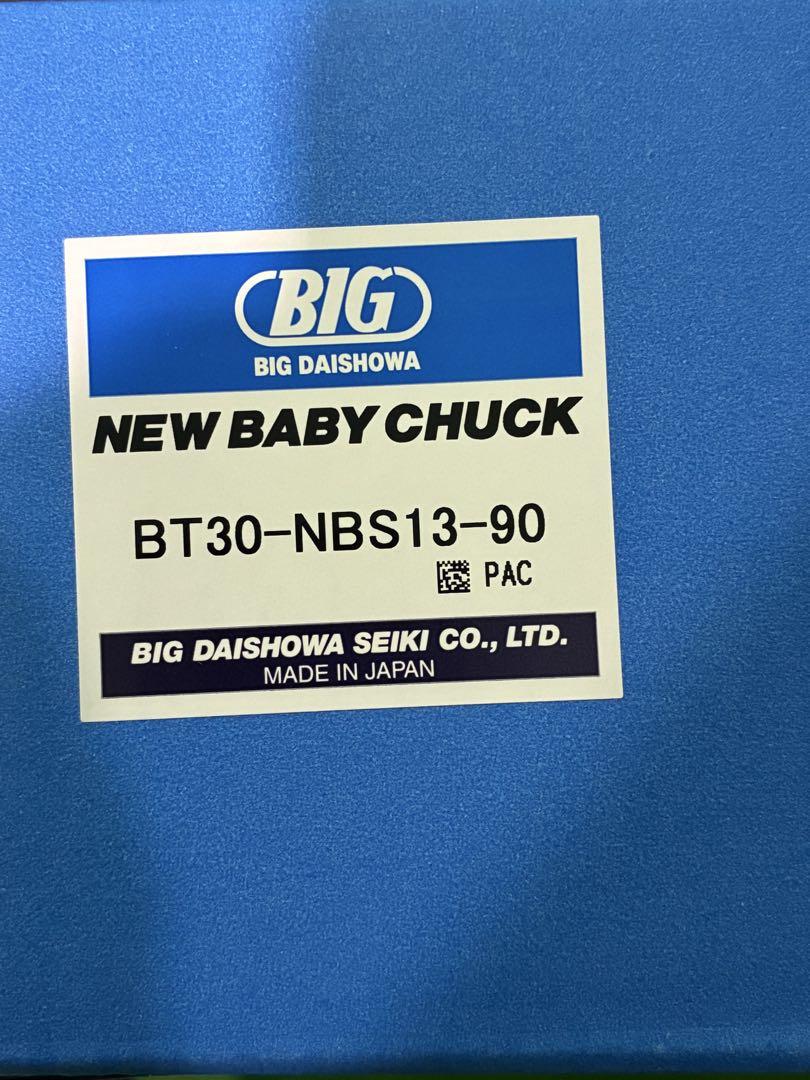 BIG
BIG DAISHOWA
NEW BABY CHUCK
BT30-NBS13-90
PAC
BIG DAISHOWA SEIKI CO., LTD.
MADE IN JAPAN